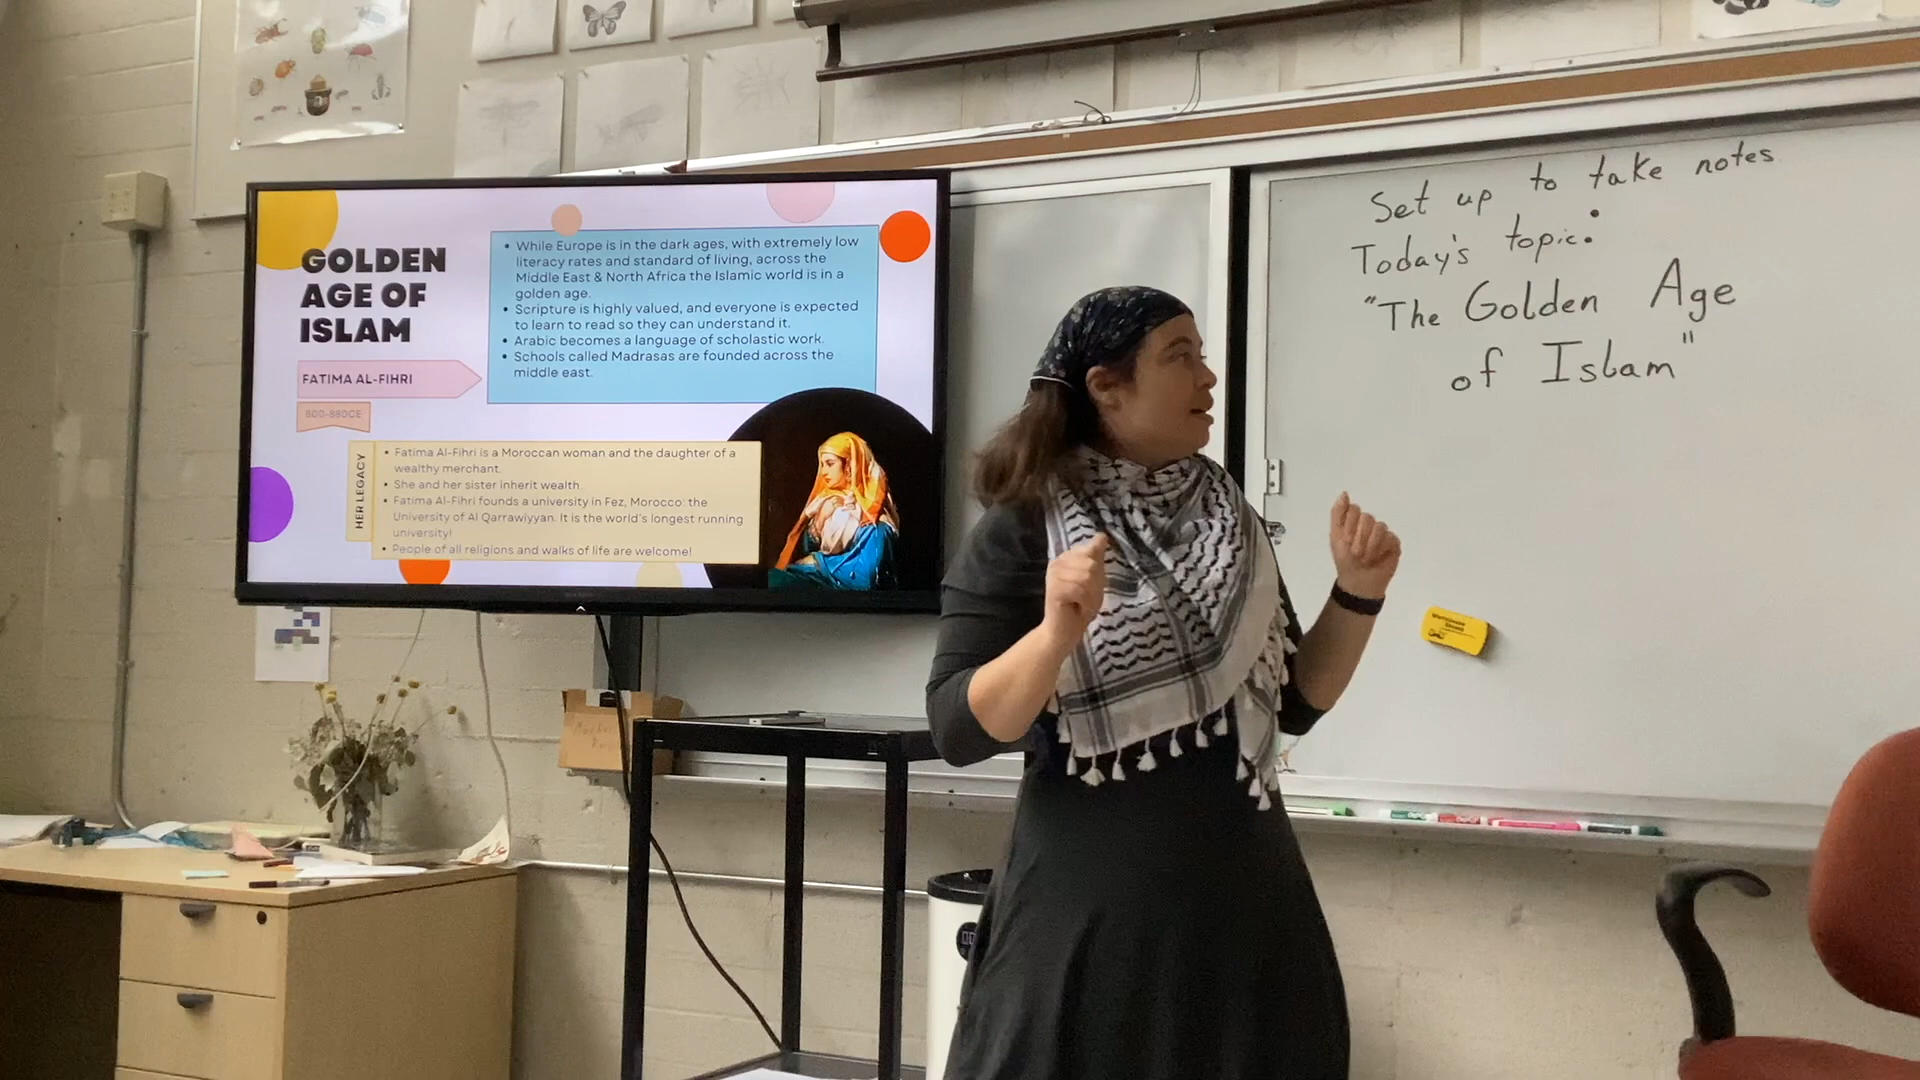 GOLDEN
AGE OF
ISLAM
FATIMA AL-FIHRI
800-880CE
• While Europe is in the dark ages, with extremely low
literacy rates and standard of living, across the
Middle East & North Africa the Islamic world is in a
golden age.
• Scripture is highly valued, and everyone is expected
to learn to read so they can understand it.
• Arabic becomes a language of scholastic work.
• Schools called Madrasas are founded across the
middle east.
HER LEGACY
• Fatima Al-Fihri is a Moroccan woman and the daughter of a
wealthy merchant.
• She and her sister inherit wealth.
• Fatima Al-Fihri founds a university in Fez, Morocco: the
University of Al Qarrawiyyan. It is the world's longest running
university!
• People of all religions and walks of life are welcome!
Set up to take notes
Today's topic:
"The Golden Age
of Islam"